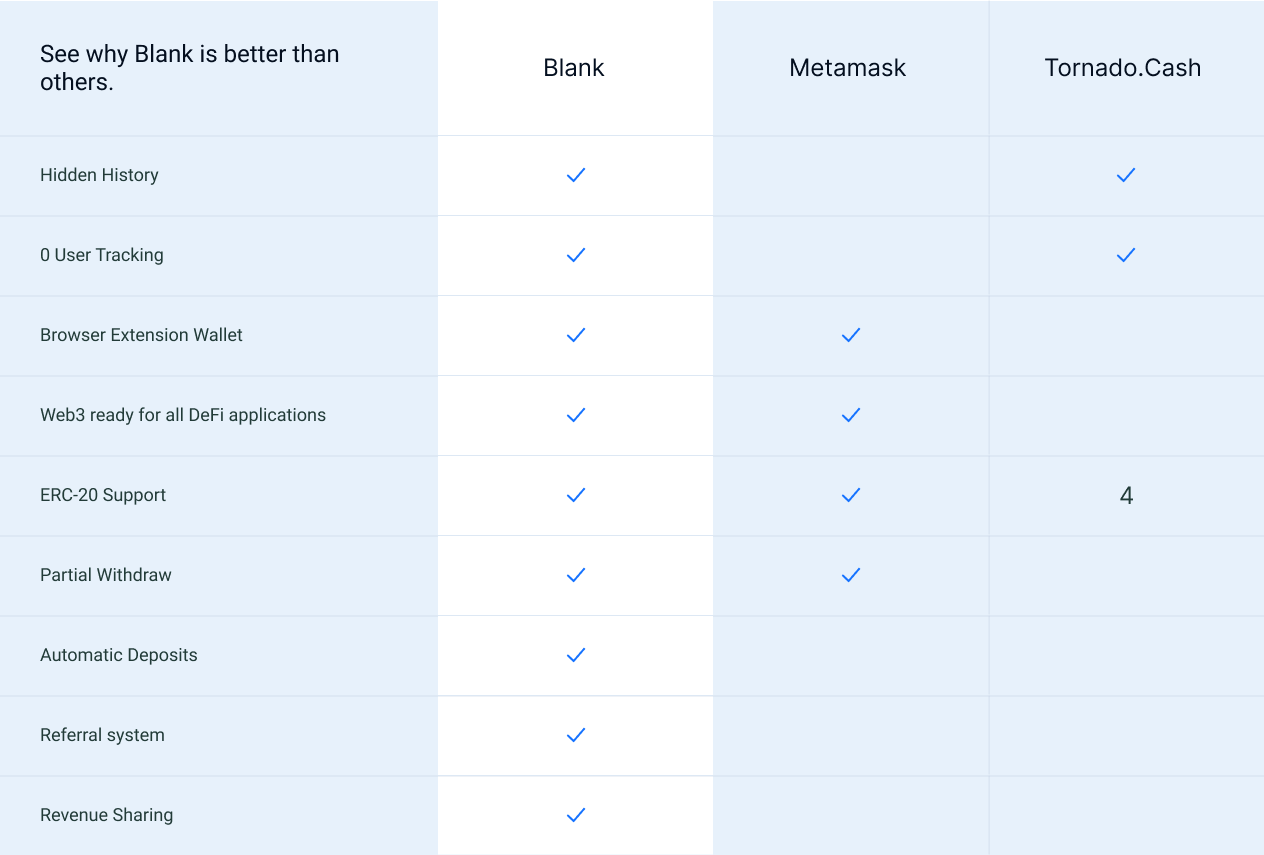 See why Blank is better than
others.
Blank
Metamask
Tornado.Cash
Hidden History
0 User Tracking
Browser Extension Wallet
Web3 ready for all DeFi applications
ERC-20 Support
4
Partial Withdraw
Automatic Deposits
Referral system
Revenue Sharing